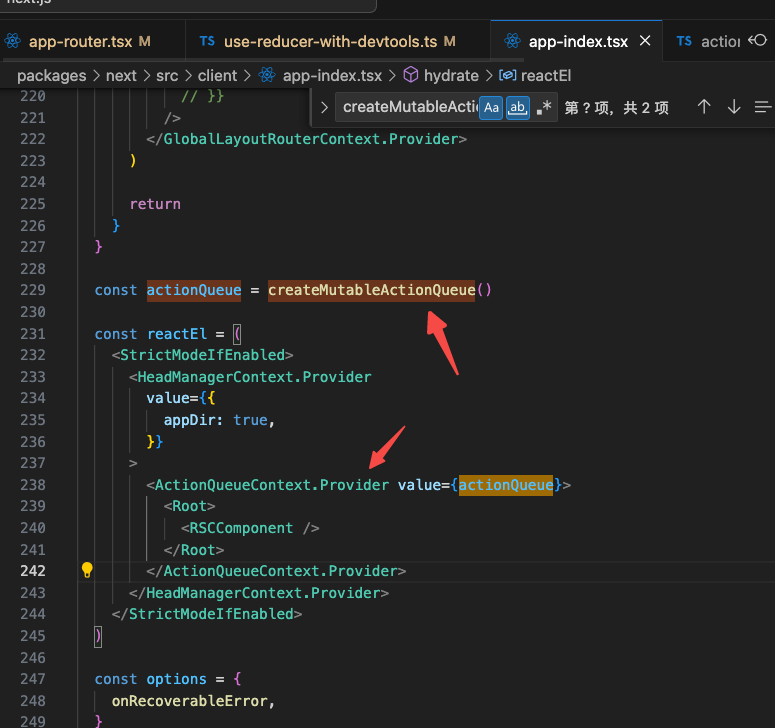 next.js
app-router.tsx M
TS use-reducer-with-devtools.ts M
app-index.tsx
TS action
packages > next > src > client > app-index.tsx > hydrate > reactEl
createMutableActi Aa ab .* 第 ? 项，共 2 项
220 // }}
221 />
222 </GlobalLayoutRouterContext.Provider>
223 )
224
225 return
226 }
227 }
228
229 const actionQueue = createMutableActionQueue()
230
231 const reactEl = (
232 <StrictModeIfEnabled>
233 <HeadManagerContext.Provider
234 value={{
235 appDir: true,
236 }}
237 >
238 <ActionQueueContext.Provider value={actionQueue}>
239 <Root>
240 <RSCComponent />
241 </Root>
242 </ActionQueueContext.Provider>
243 </HeadManagerContext.Provider>
244 </StrictModeIfEnabled>
245 )
246
247 const options = {
248 onRecoverableError,
249 }